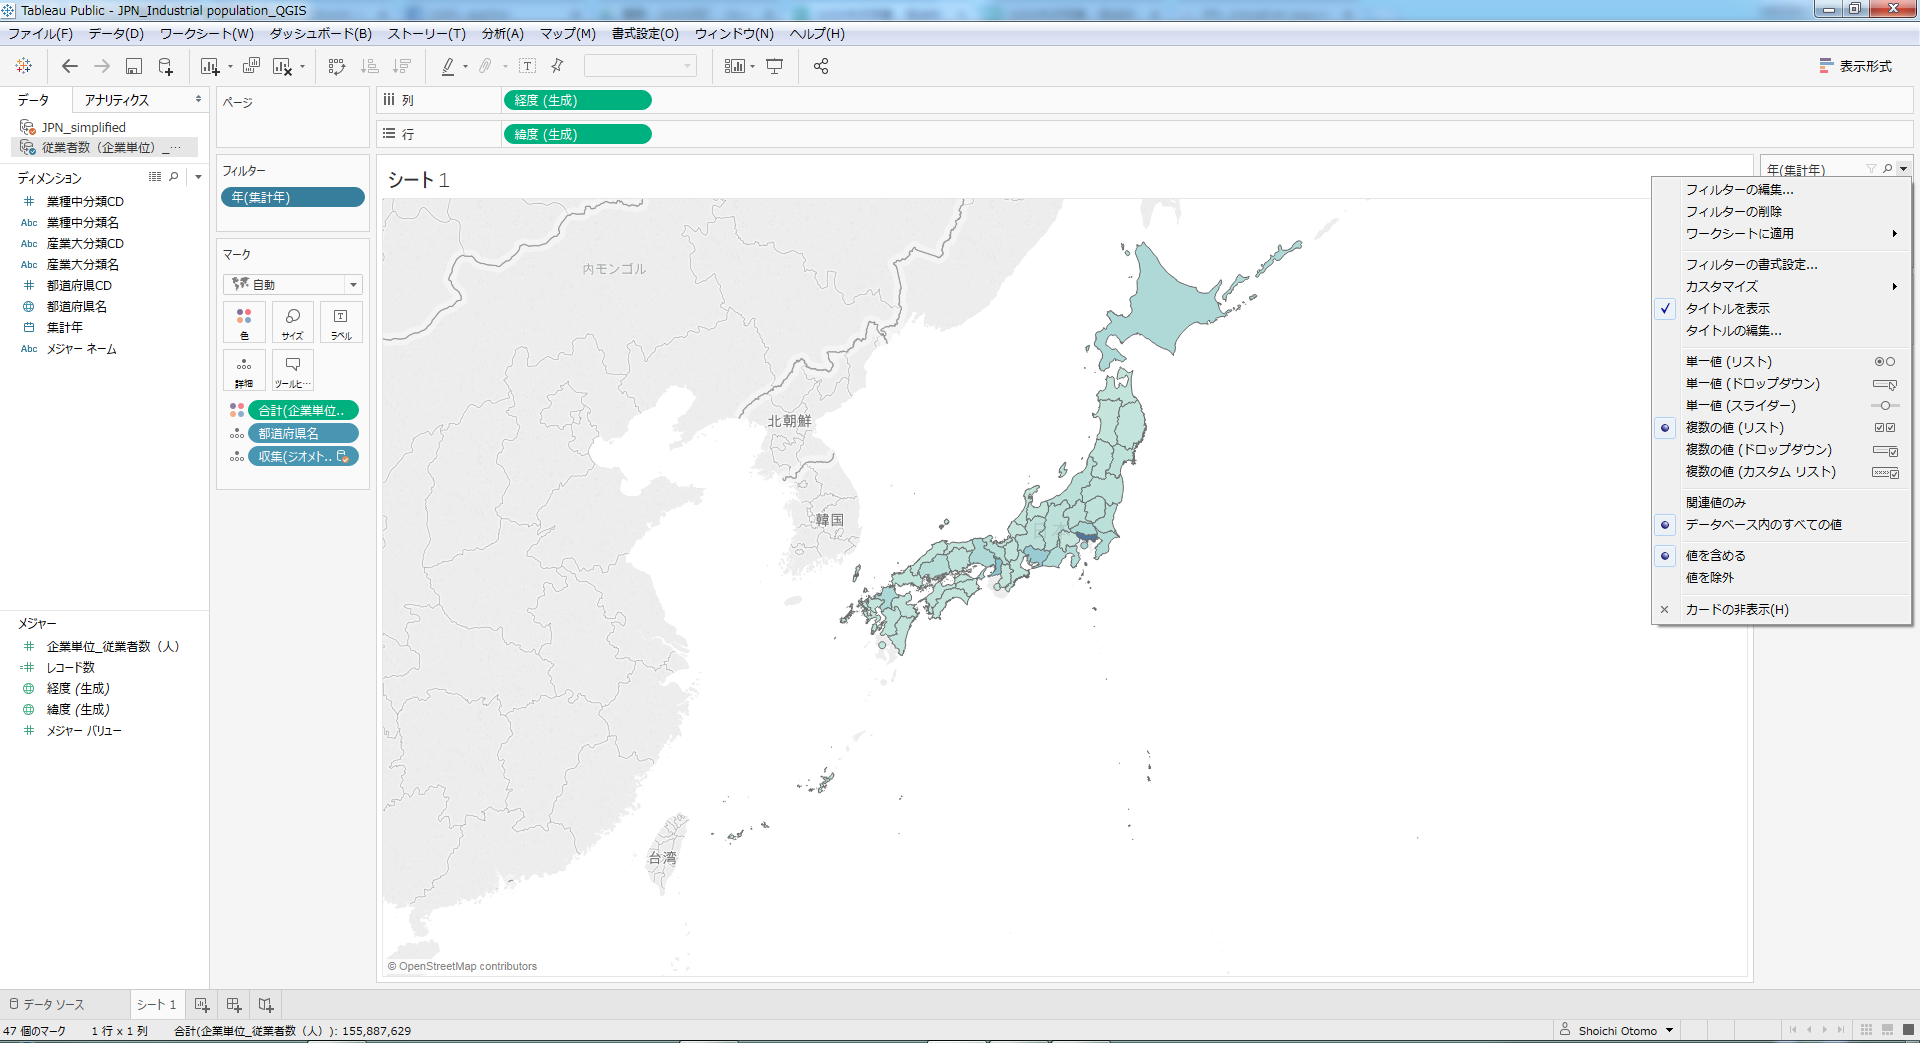 Tableau Public - JPN_Industrial population_QGIS
ファイル(F) データ(D) ワークシート(W) ダッシュボード(B) ストーリー(T) 分析(A) マップ(M) 書式設定(O) ウィンドウ(N) ヘルプ(H)
表示形式
データ アナリティクス
JPN_simplified
従業者数（企業単位）_…
ディメンション
業種中分類CD
Abc 業種中分類名
Abc 産業大分類CD
Abc 産業大分類名
都道府県CD
都道府県名
集計年
Abc メジャー ネーム
メジャー
企業単位_従業者数（人）
レコード数
経度 (生成)
緯度 (生成)
メジャー バリュー
ページ
フィルター
年(集計年)
マーク
自動
色 サイズ ラベル
詳細 ツールヒ…
合計(企業単位..
都道府県名
収集(ジオメト..
列 経度 (生成)
行 緯度 (生成)
シート 1
内モンゴル
北朝鮮
韓国
日本
台湾
© OpenStreetMap contributors
年(集計年)
フィルターの編集...
フィルターの削除
ワークシートに適用
フィルターの書式設定...
カスタマイズ
タイトルを表示
タイトルの編集...
単一値 (リスト)
単一値 (ドロップダウン)
単一値 (スライダー)
複数の値 (リスト)
複数の値 (ドロップダウン)
複数の値 (カスタム リスト)
関連値のみ
データベース内のすべての値
値を含める
値を除外
カードの非表示(H)
データ ソース シート 1
47 個のマーク 1 行 x 1 列 合計(企業単位_従業者数（人）): 155,887,629
Shoichi Otomo